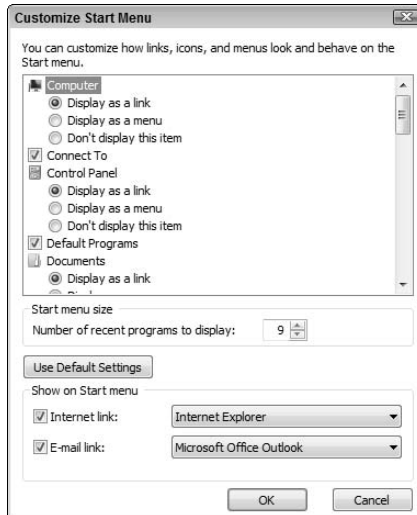 Customize Start Menu
You can customize how links, icons, and menus look and behave on the
Start menu.
Computer
Display as a link
Display as a menu
Don't display this item
Connect To
Control Panel
Display as a link
Display as a menu
Don't display this item
Default Programs
Documents
Display as a link
Start menu size
Number of recent programs to display: 9
Use Default Settings
Show on Start menu
Internet link: Internet Explorer
E-mail link: Microsoft Office Outlook
OK Cancel